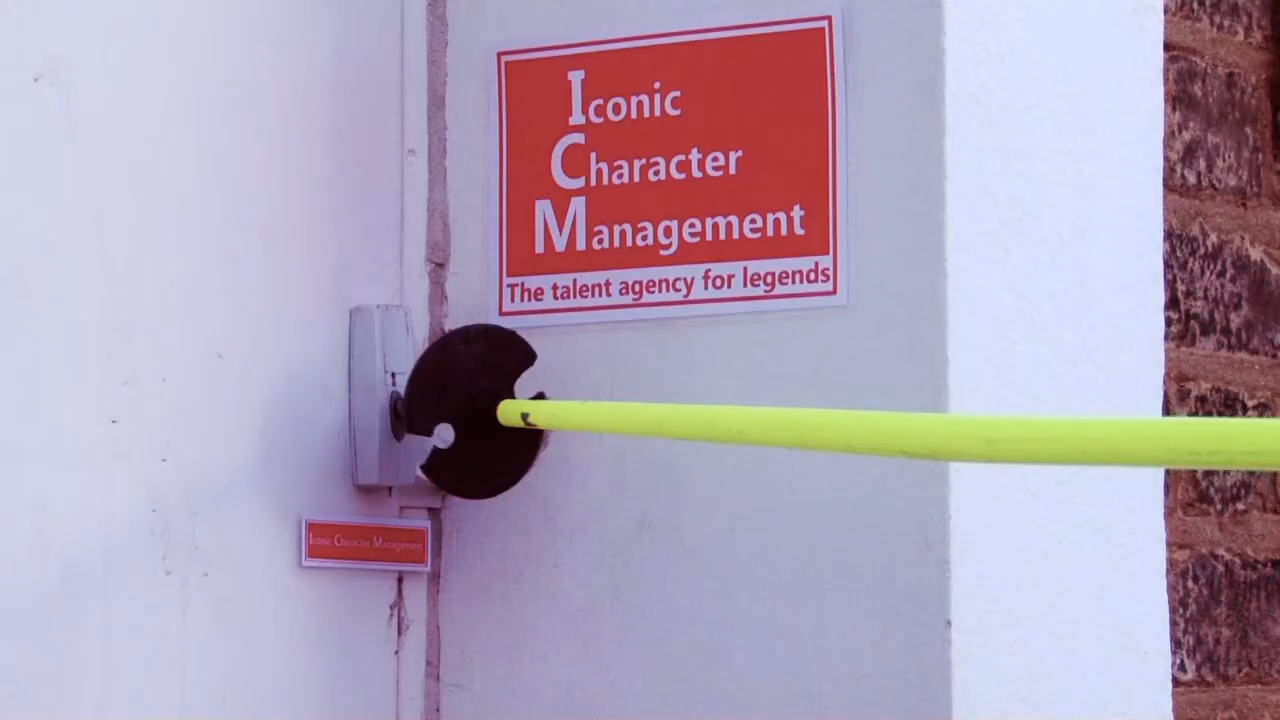 Iconic
Character
Management
The talent agency for legends
Iconic Character Management